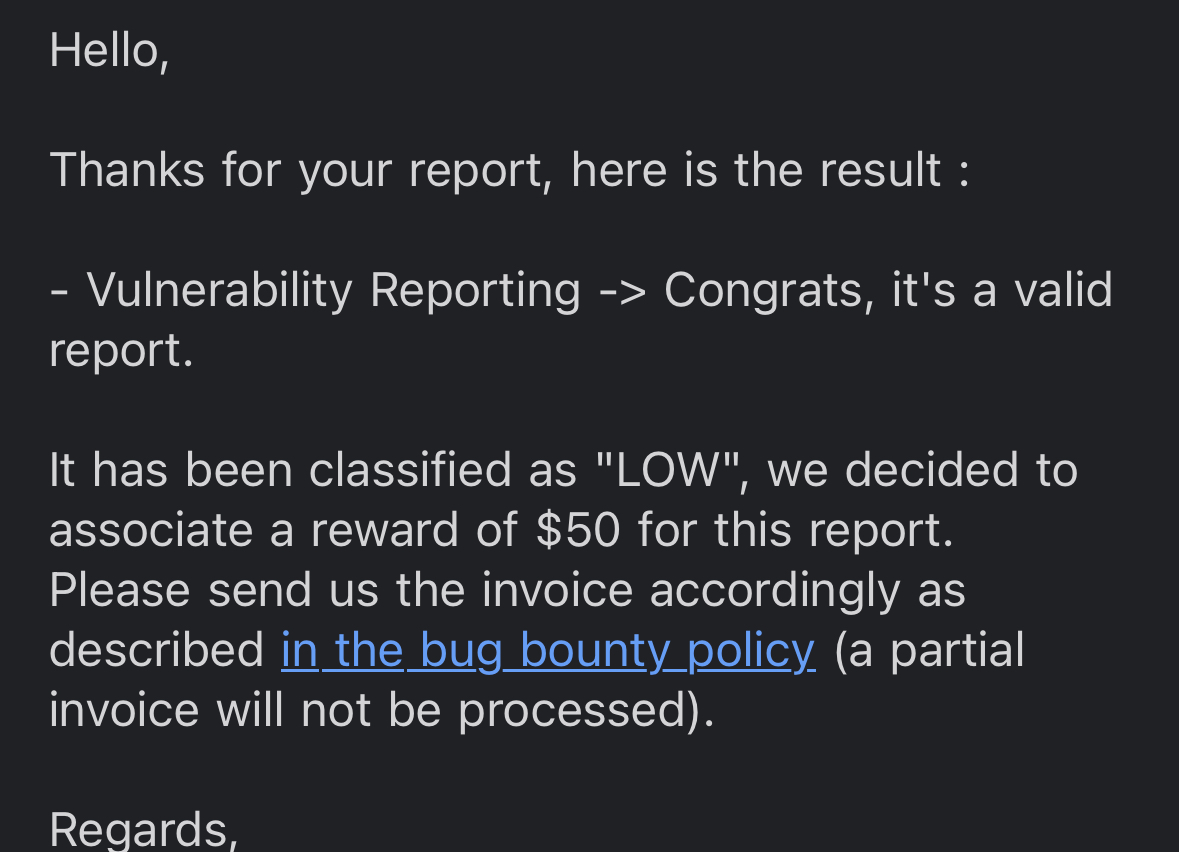 Hello,
Thanks for your report, here is the result :
- Vulnerability Reporting -> Congrats, it's a valid
report.
It has been classified as "LOW", we decided to
associate a reward of $50 for this report.
Please send us the invoice accordingly as
described in the bug bounty policy (a partial
invoice will not be processed).
Regards,